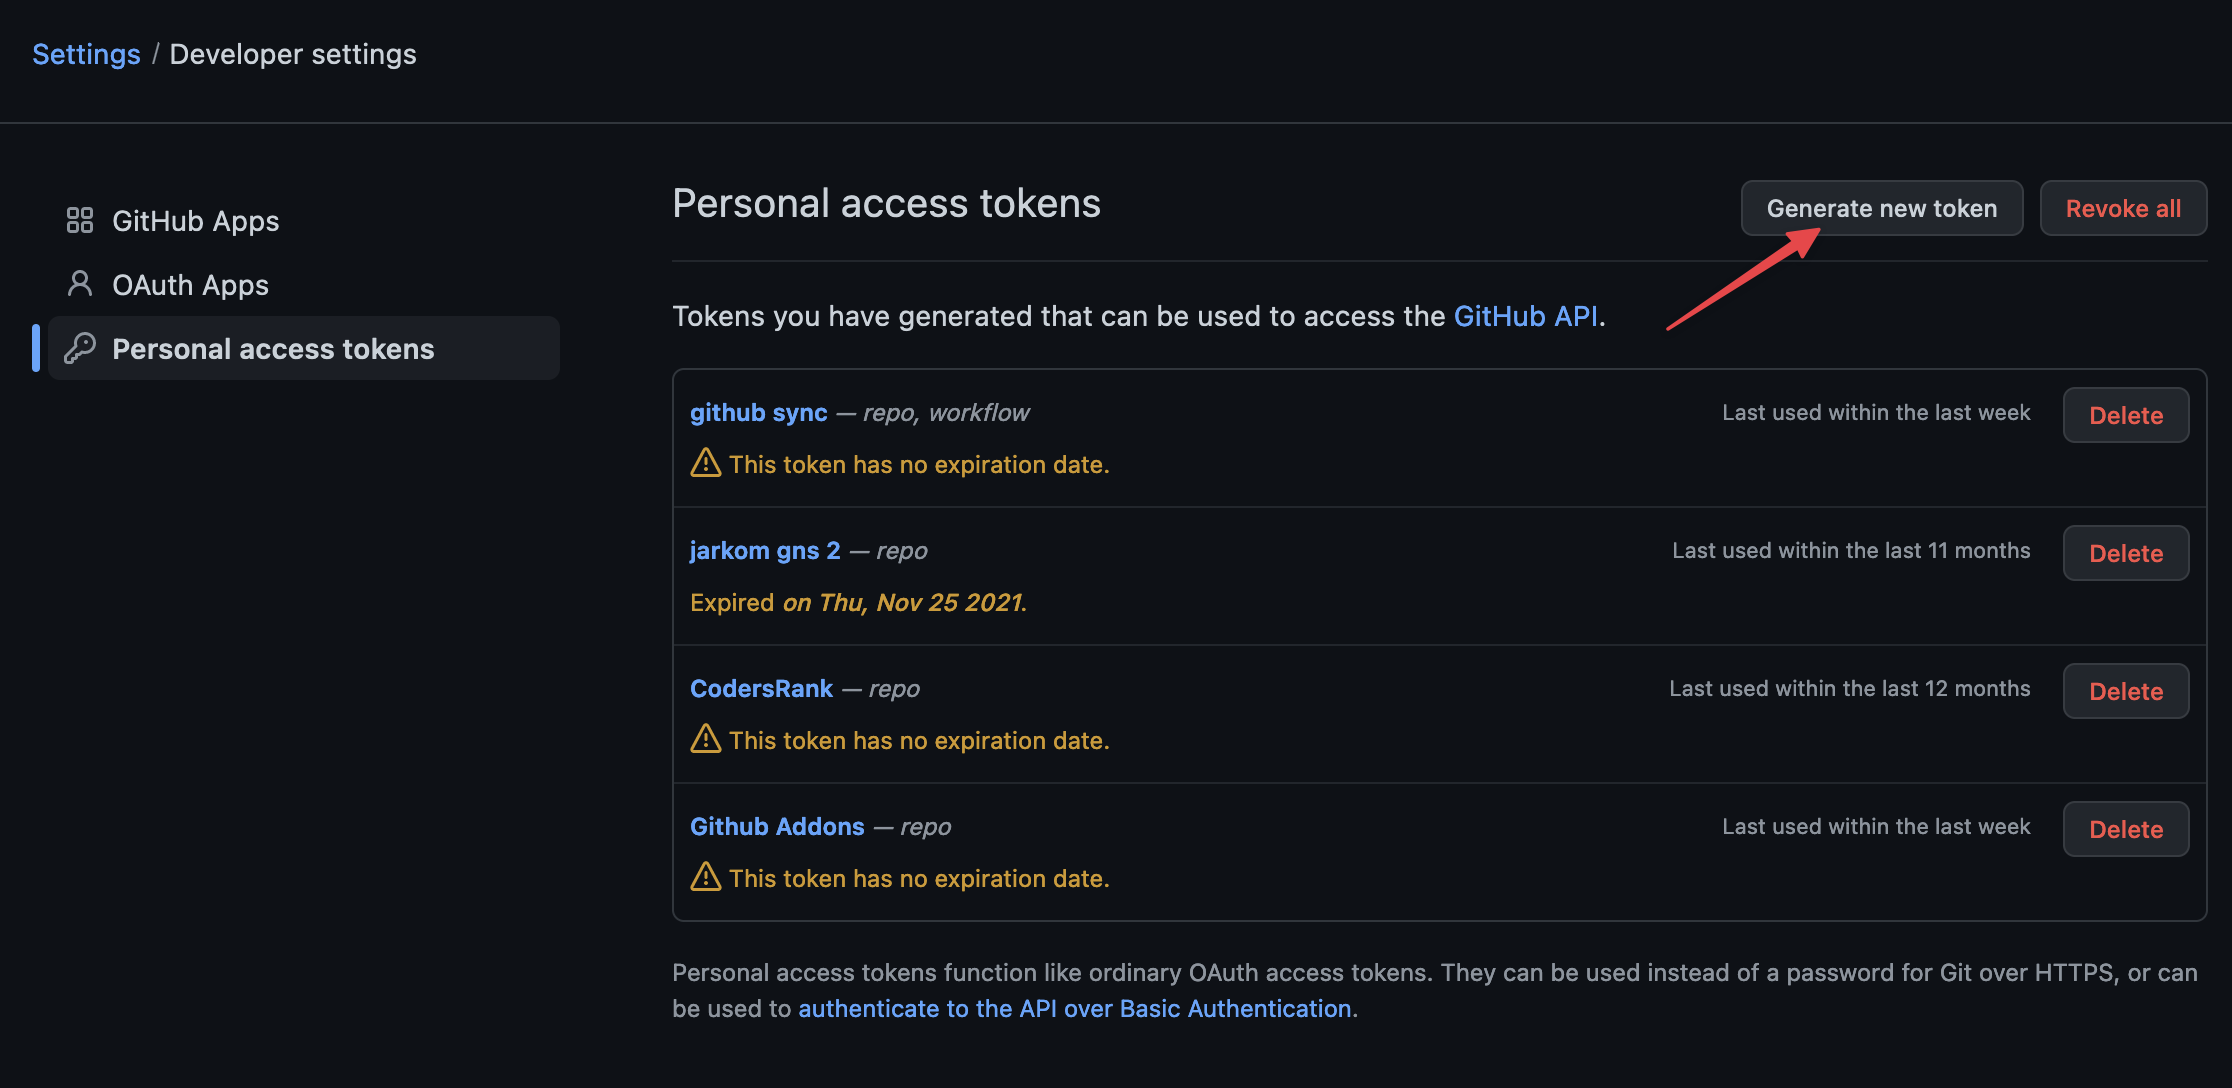 Settings / Developer settings
GitHub Apps
OAuth Apps
Personal access tokens
Personal access tokens
Generate new token
Revoke all
Tokens you have generated that can be used to access the GitHub API.
github sync — repo, workflow
Last used within the last week
Delete
This token has no expiration date.
jarkom gns 2 — repo
Last used within the last 11 months
Delete
Expired on Thu, Nov 25 2021.
CodersRank — repo
Last used within the last 12 months
Delete
This token has no expiration date.
Github Addons — repo
Last used within the last week
Delete
This token has no expiration date.
Personal access tokens function like ordinary OAuth access tokens. They can be used instead of a password for Git over HTTPS, or can
be used to authenticate to the API over Basic Authentication.